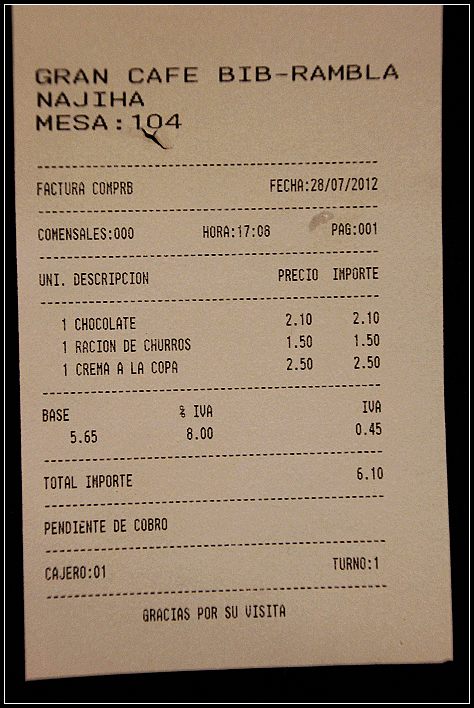 GRAN CAFE BIB-RAMBLA
NAJIHA
MESA:104
FACTURA COMPRB FECHA:28/07/2012
COMENSALES:000 HORA:17:08 PAG:001
UNI. DESCRIPCION PRECIO IMPORTE
1 CHOCOLATE 2.10 2.10
1 RACION DE CHURROS 1.50 1.50
1 CREMA A LA COPA 2.50 2.50
BASE % IVA IVA
5.65 8.00 0.45
TOTAL IMPORTE 6.10
PENDIENTE DE COBRO
CAJERO:01 TURNO:1
GRACIAS POR SU VISITA